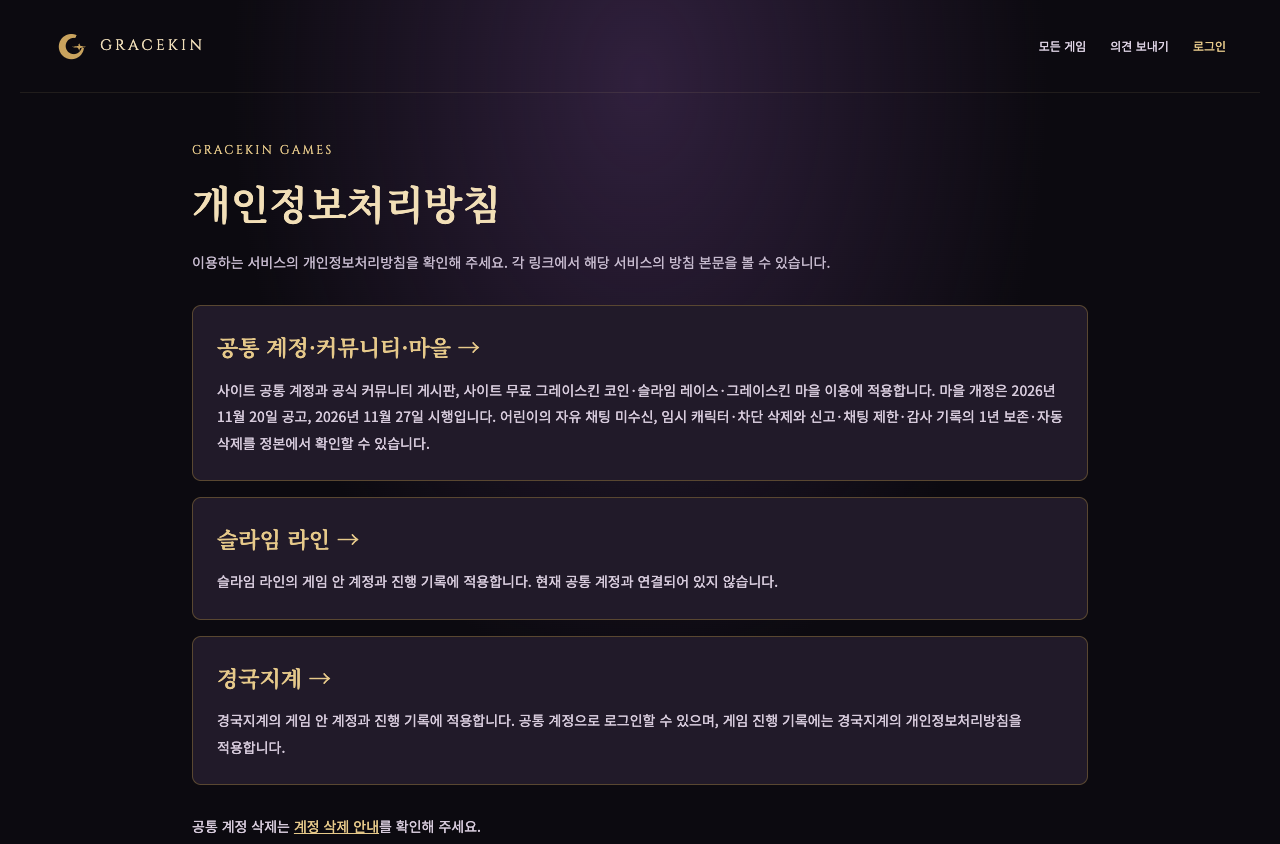 GRACEKIN
모든 게임
의견 보내기
로그인
GRACEKIN GAMES
개인정보처리방침
이용하는 서비스의 개인정보처리방침을 확인해 주세요. 각 링크에서 해당 서비스의 방침 본문을 볼 수 있습니다.
공통 계정·커뮤니티·마을 →
사이트 공통 계정과 공식 커뮤니티 게시판, 사이트 무료 그레이스킨 코인·슬라임 레이스·그레이스킨 마을 이용에 적용합니다. 마을 개정은 2026년
11월 20일 공고, 2026년 11월 27일 시행입니다. 어린이의 자유 채팅 미수신, 임시 캐릭터·차단 삭제와 신고·채팅 제한·감사 기록의 1년 보존·자동
삭제를 정본에서 확인할 수 있습니다.
슬라임 라인 →
슬라임 라인의 게임 안 계정과 진행 기록에 적용합니다. 현재 공통 계정과 연결되어 있지 않습니다.
경국지계 →
경국지계의 게임 안 계정과 진행 기록에 적용합니다. 공통 계정으로 로그인할 수 있으며, 게임 진행 기록에는 경국지계의 개인정보처리방침을
적용합니다.
공통 계정 삭제는 계정 삭제 안내를 확인해 주세요.